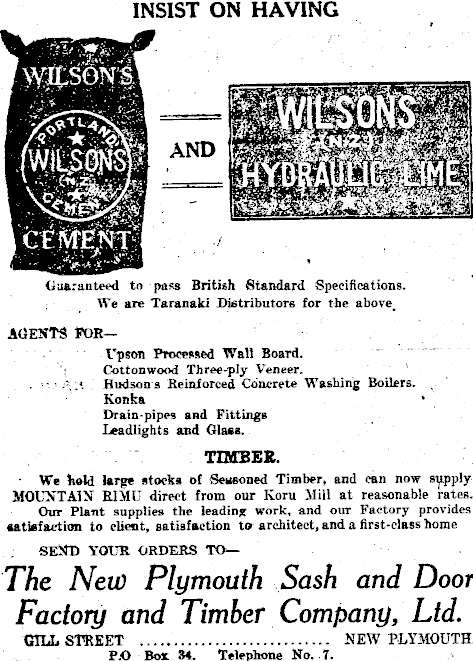 INSIST ON HAVING
WILSON'S
PORTLAND
WILSONS
(N.Z.)
CEMENT
CEMENT
AND
WILSONS
(N.Z.)
HYDRAULIC LIME
Guaranteed to pass British Standard Specifications.
We are Taranaki Distributors for the above.
AGENTS FOR—
Upson Processed Wall Board.
Cottonwood Three-ply Veneer.
Hudson's Reinforced Concrete Washing Boilers.
Konka
Drain-pipes and Fittings
Leadlights and Glass.
TIMBER.
We hold large stocks of Seasoned Timber, and can now supply
MOUNTAIN RIMU direct from our Koru Mill at reasonable rates.
Our Plant supplies the leading work, and our Factory provides
satisfaction to client, satisfaction to architect, and a first-class home
SEND YOUR ORDERS TO—
The New Plymouth Sash and Door
Factory and Timber Company, Ltd.
GILL STREET ............................ NEW PLYMOUTH
P.O Box 34. Telephone No. 7.